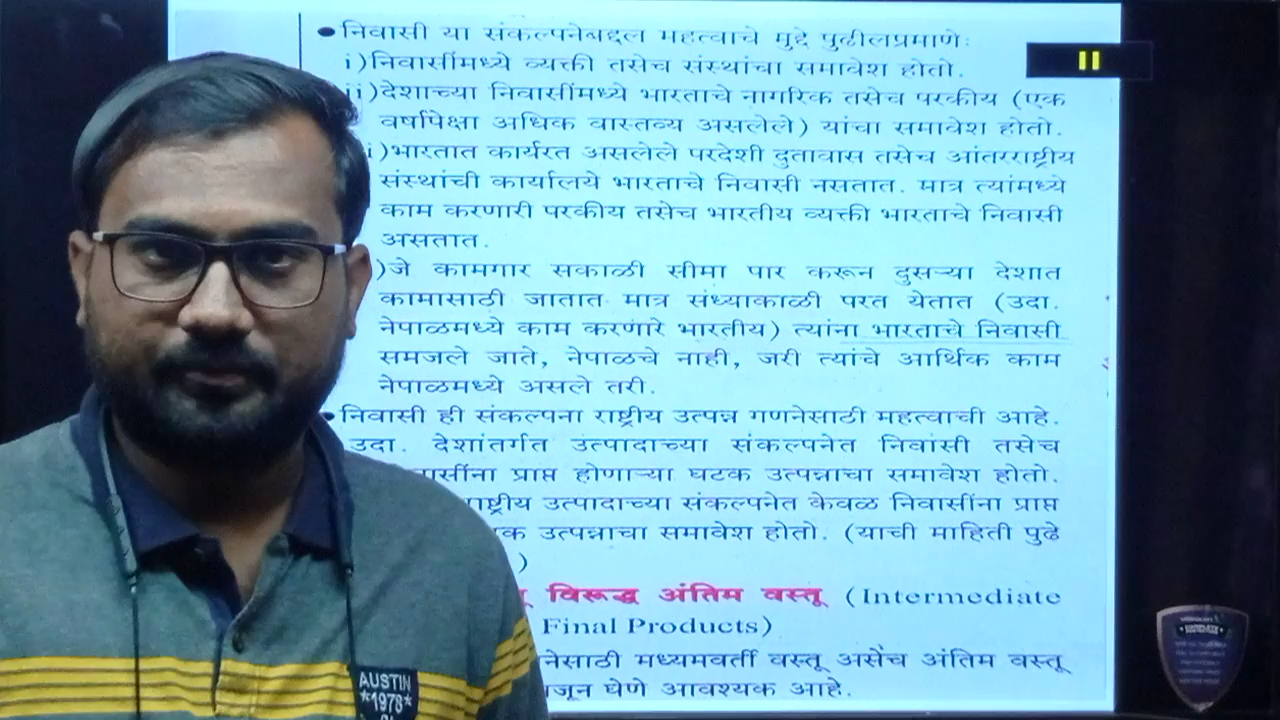 ●निवासी या संकल्पनेबद्दल महत्वाचे मुद्दे पुढीलप्रमाणे:
i)निवासींमध्ये व्यक्ती तसेच संस्थांचा समावेश होतो.
ii)देशाच्या निवासींमध्ये भारताचे नागरिक तसेच परकीय (एक
वर्षापेक्षा अधिक वास्तव्य असलेले) यांचा समावेश होतो.
i)भारतात कार्यरत असलेले परदेशी दुतावास तसेच आंतरराष्ट्रीय
संस्थांची कार्यालये भारताचे निवासी नसतात. मात्र त्यांमध्ये
काम करणारी परकीय तसेच भारतीय व्यक्ती भारताचे निवासी
असतात.
)जे कामगार सकाळी सीमा पार करून दुसऱ्या देशात
कामासाठी जातात मात्र संध्याकाळी परत येतात (उदा.
नेपाळमध्ये काम करणारे भारतीय) त्यांना भारताचे निवासी
समजले जाते, नेपाळचे नाही, जरी त्यांचे आर्थिक काम
नेपाळमध्ये असले तरी.
●निवासी ही संकल्पना राष्ट्रीय उत्पन्न गणनेसाठी महत्वाची आहे.
उदा. देशांतर्गत उत्पादाच्या संकल्पनेत निवासी तसेच
प्राप्त होणाऱ्या घटक उत्पन्नाचा समावेश होतो.
उत्पादाच्या संकल्पनेत केवळ निवासींना प्राप्त
उत्पन्नाचा समावेश होतो. (याची माहिती पुढे
)
विरूद्ध अंतिम वस्तू (Intermediate
Final Products)
मध्यमवर्ती वस्तू असेंच अंतिम वस्तू
घेणे आवश्यक आहे.
AUSTIN
★1978★